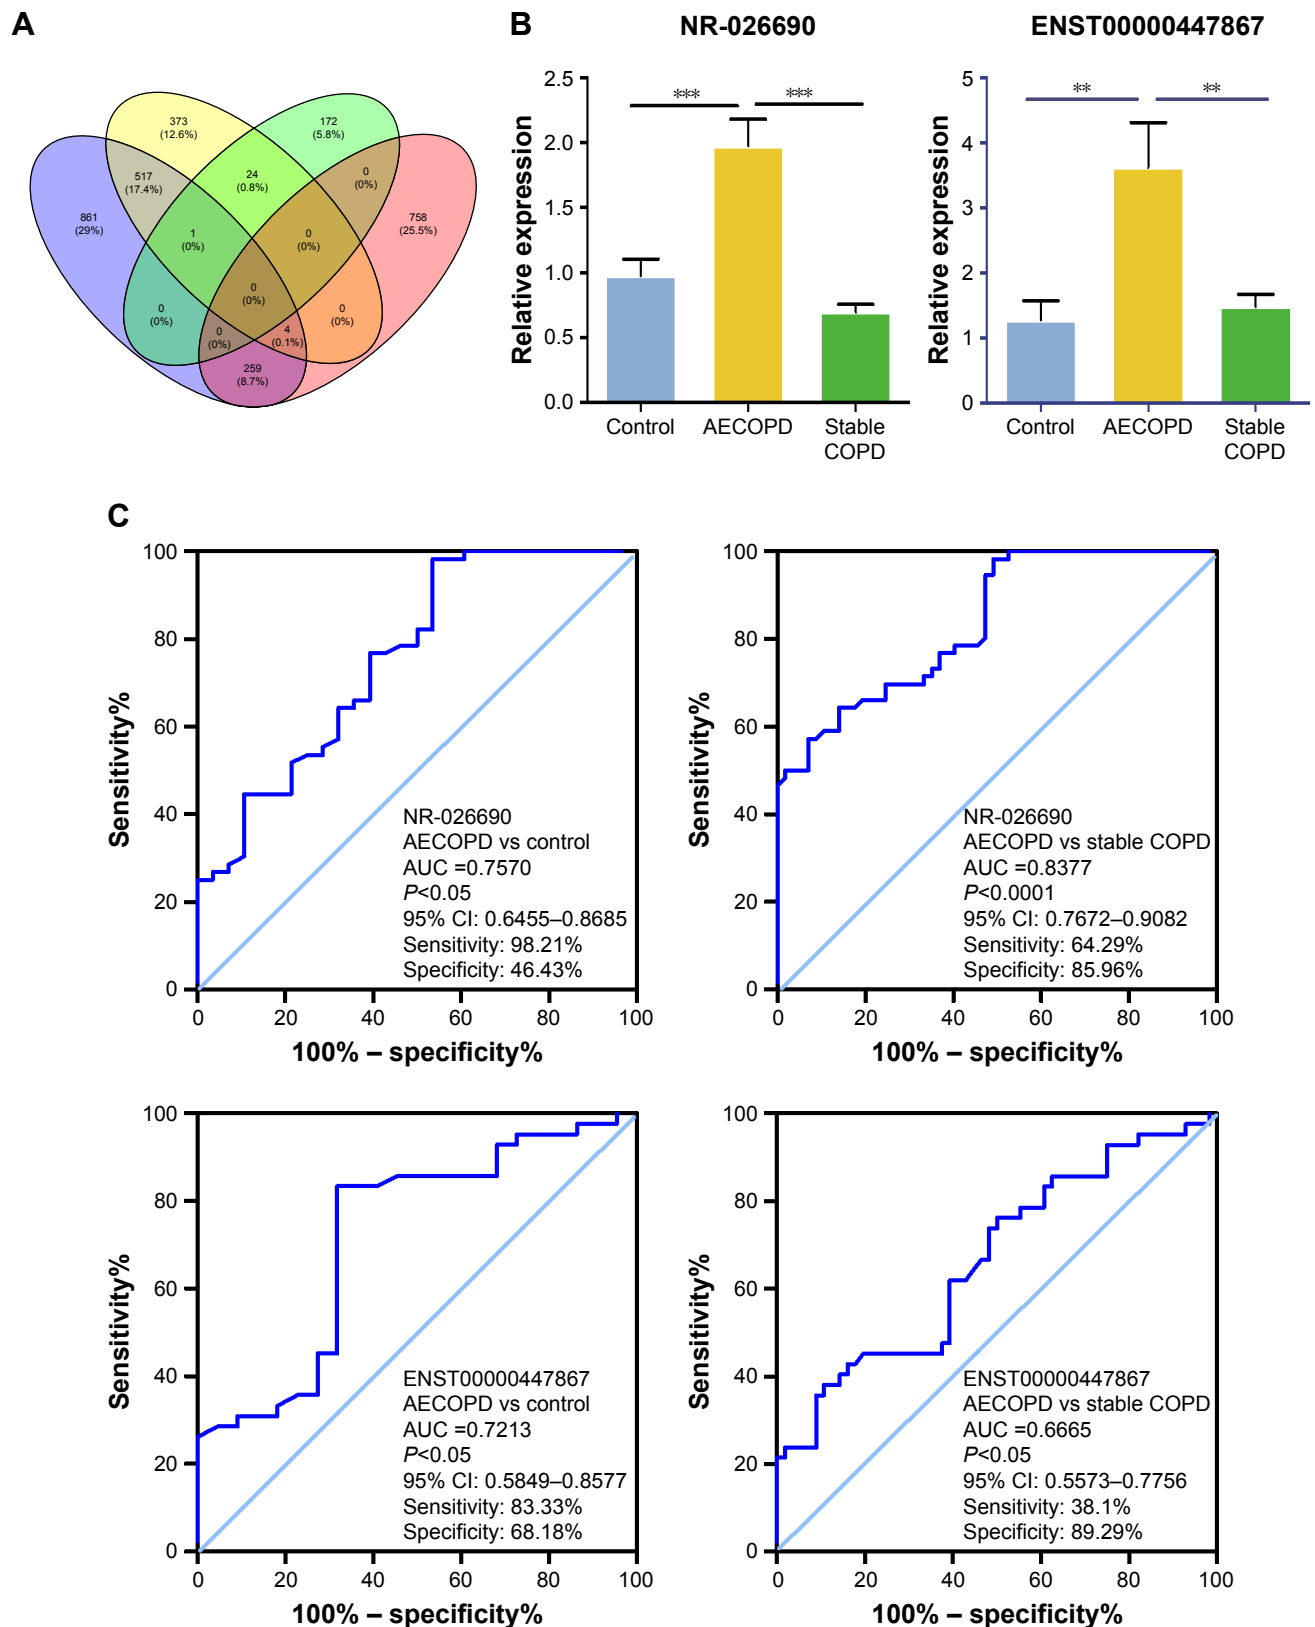 A
373
(12.6%)
172
(5.8%)
517
(17.4%)
24
(0.8%)
0
(0%)
861
(29%)
1
(0%)
0
(0%)
758
(25.5%)
0
(0%)
0
(0%)
0
(0%)
0
(0%)
4
(0.1%)
259
(8.7%)
B
NR-026690
Relative expression
2.5
2.0
1.5
1.0
0.5
0.0
***
***
Control
AECOPD
Stable
COPD
ENST00000447867
Relative expression
5
4
3
2
1
0
**
**
Control
AECOPD
Stable
COPD
C
Sensitivity%
100
80
60
40
20
0
NR-026690
AECOPD vs control
AUC =0.7570
P<0.05
95% CI: 0.6455–0.8685
Sensitivity: 98.21%
Specificity: 46.43%
0 20 40 60 80 100
100% – specificity%
Sensitivity%
100
80
60
40
20
0
NR-026690
AECOPD vs stable COPD
AUC =0.8377
P<0.0001
95% CI: 0.7672–0.9082
Sensitivity: 64.29%
Specificity: 85.96%
0 20 40 60 80 100
100% – specificity%
Sensitivity%
100
80
60
40
20
0
ENST00000447867
AECOPD vs control
AUC =0.7213
P<0.05
95% CI: 0.5849–0.8577
Sensitivity: 83.33%
Specificity: 68.18%
0 20 40 60 80 100
100% – specificity%
Sensitivity%
100
80
60
40
20
0
ENST00000447867
AECOPD vs stable COPD
AUC =0.6665
P<0.05
95% CI: 0.5573–0.7756
Sensitivity: 38.1%
Specificity: 89.29%
0 20 40 60 80 100
100% – specificity%